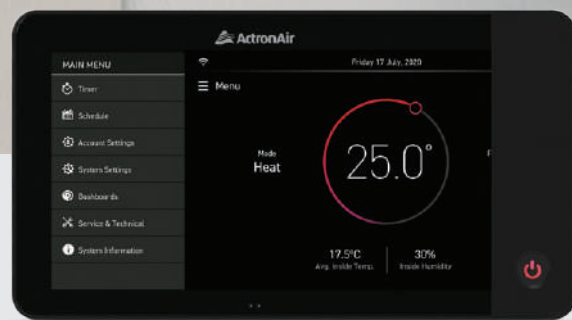 ActronAir
MAIN MENU
Friday 17 July, 2020
Timer
Menu
Schedule
Account Settings
System Settings
Dashboards
Service & Technical
System Information
Mode
Heat
25.0°
17.5°C
Avg. Inside Temp.
30%
Inside Humidity